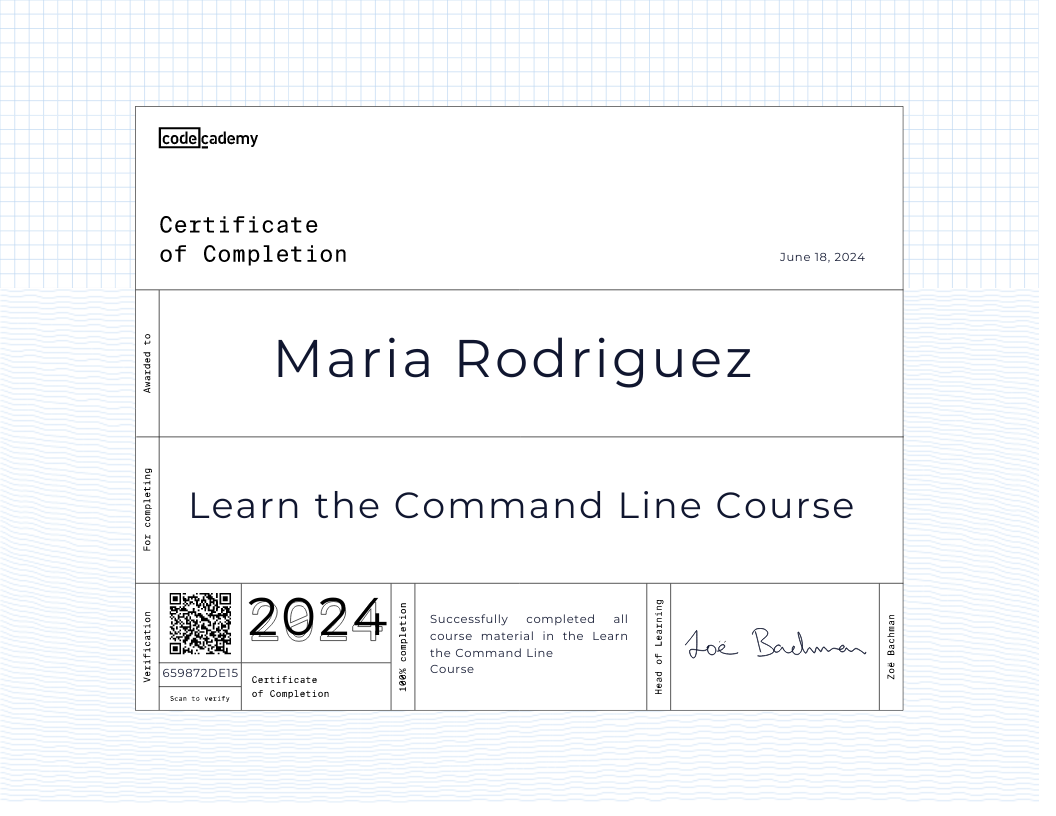 codecademy
Certificate
of Completion
June 18, 2024
Awarded to
Maria Rodriguez
For completing
Learn the Command Line Course
Verification
659872DE15
Scan to verify
2024
Certificate
of Completion
100% completion
Successfully completed all
course material in the Learn
the Command Line
Course
Head of Learning
Zoë Bachman
Zoë Bachman